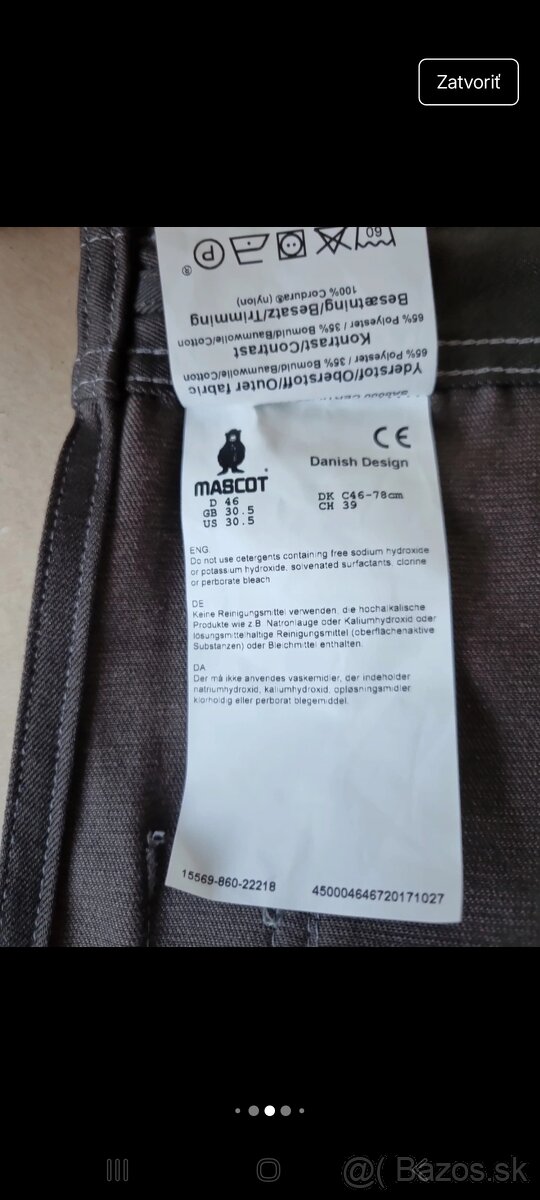 Zatvoriť
60
P
®
Yderstof/Oberstoff/Outer fabric
65% Polyester / 35% Bomuld/Baumwolle/Cotton
Kontrast/Contrast
65% Polyester / 35% Bomuld/Baumwolle/Cotton
Besætning/Besatz/Trimming
100% Cordura® (nylon)
CE
Danish Design
MASCOT
D 46
GB 30.5
US 30.5
DK C46-78cm
CH 39
ENG.
Do not use detergents containing free sodium hydroxide
or potassium hydroxide, solvenated surfactants, clorine
or perborate bleach
DE
Keine Reinigungsmittel verwenden, die hochalkalische
Produkte wie z.B. Natronlauge oder Kaliumhydroxid oder
lösungsmittelhaltige Reinigungsmittel (oberflächenaktive
Substanzen) oder Bleichmittel enthalten.
DA
Der må ikke anvendes vaskemidler, der indeholder
natriumhydroxid, kaliumhydroxid, opløsningsmidler
klorholdig eller perborat blegemiddel.
15569-860-22218
450004646720171027
@( Bazos.sk